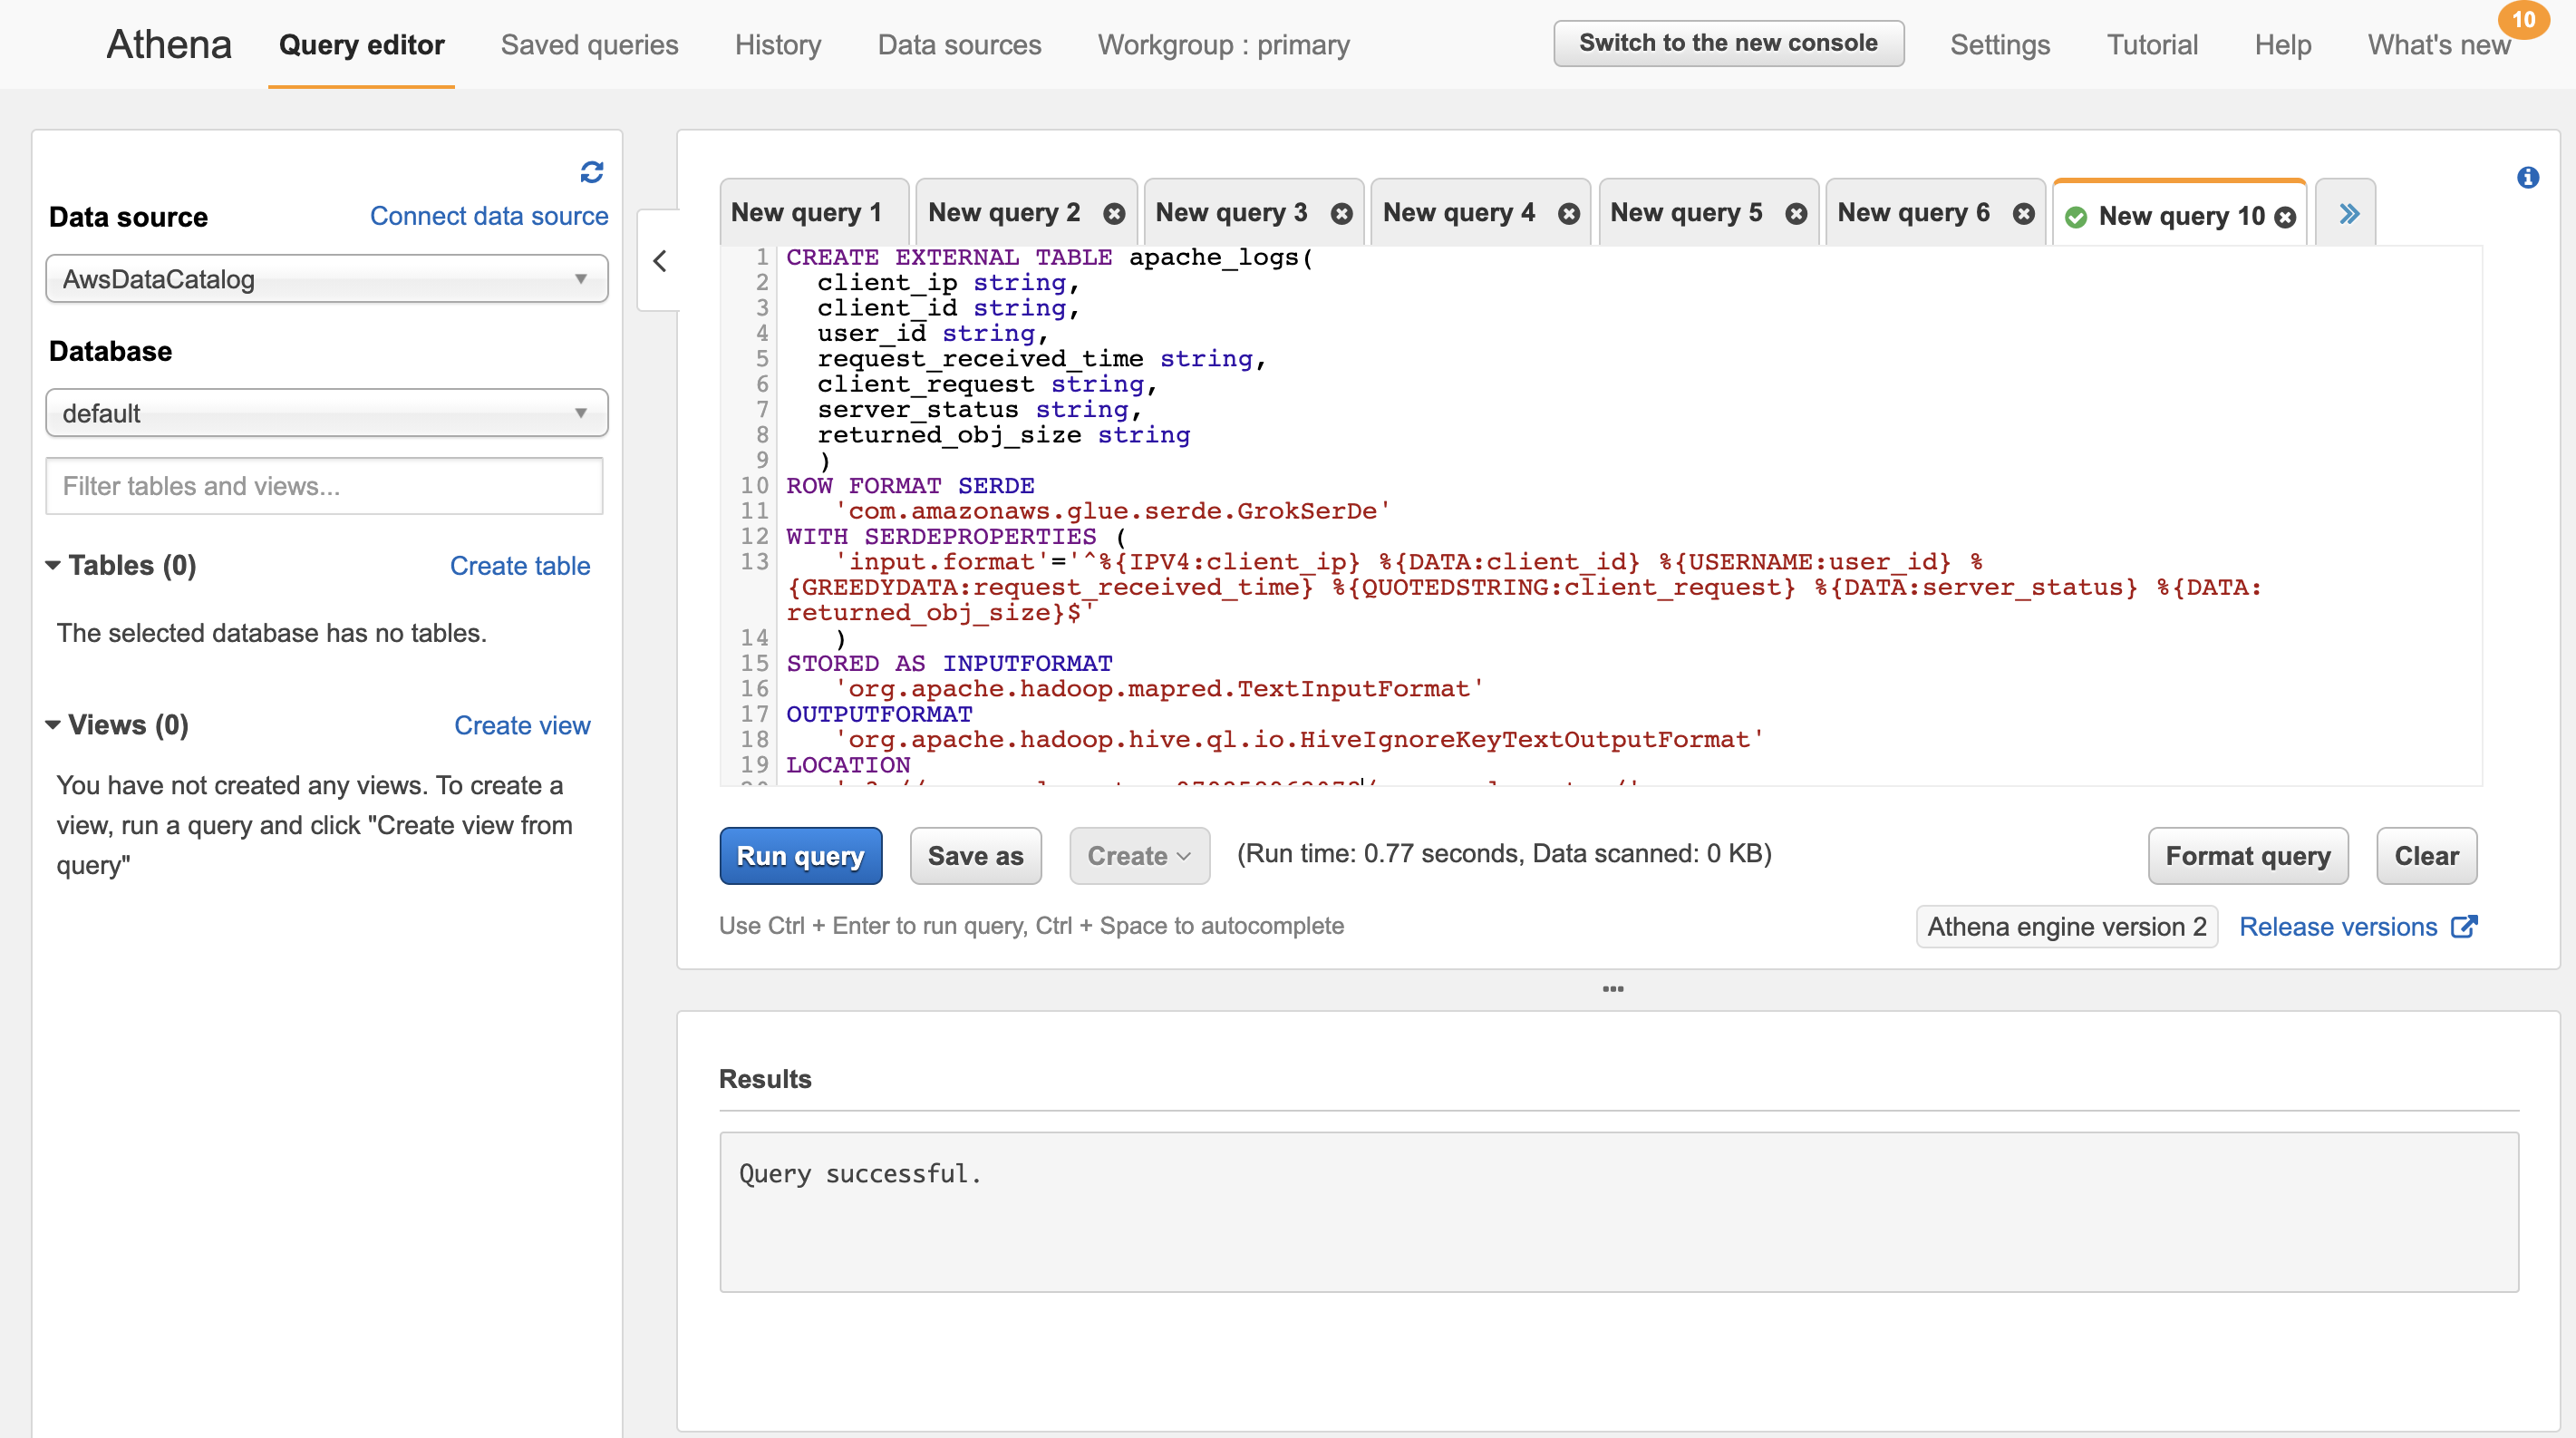 Athena
Query editor
Saved queries
History
Data sources
Workgroup : primary
Switch to the new console
Settings
Tutorial
Help
What's new
10
Data source
Connect data source
AwsDataCatalog
Database
default
Filter tables and views...
Tables (0)
Create table
The selected database has no tables.
Views (0)
Create view
You have not created any views. To create a
view, run a query and click "Create view from
query"
New query 1
New query 2
New query 3
New query 4
New query 5
New query 6
New query 10
1 CREATE EXTERNAL TABLE apache_logs(
2 client_ip string,
3 client_id string,
4 user_id string,
5 request_received_time string,
6 client_request string,
7 server_status string,
8 returned_obj_size string
9 )
10 ROW FORMAT SERDE
11 'com.amazonaws.glue.serde.GrokSerDe'
12 WITH SERDEPROPERTIES (
13 'input.format'='^%{IPV4:client_ip} %{DATA:client_id} %{USERNAME:user_id} %
{GREEDYDATA:request_received_time} %{QUOTEDSTRING:client_request} %{DATA:server_status} %{DATA:
returned_obj_size}$'
14 )
15 STORED AS INPUTFORMAT
16 'org.apache.hadoop.mapred.TextInputFormat'
17 OUTPUTFORMAT
18 'org.apache.hadoop.hive.ql.io.HiveIgnoreKeyTextOutputFormat'
19 LOCATION
Run query
Save as
Create
(Run time: 0.77 seconds, Data scanned: 0 KB)
Format query
Clear
Use Ctrl + Enter to run query, Ctrl + Space to autocomplete
Athena engine version 2
Release versions
Results
Query successful.